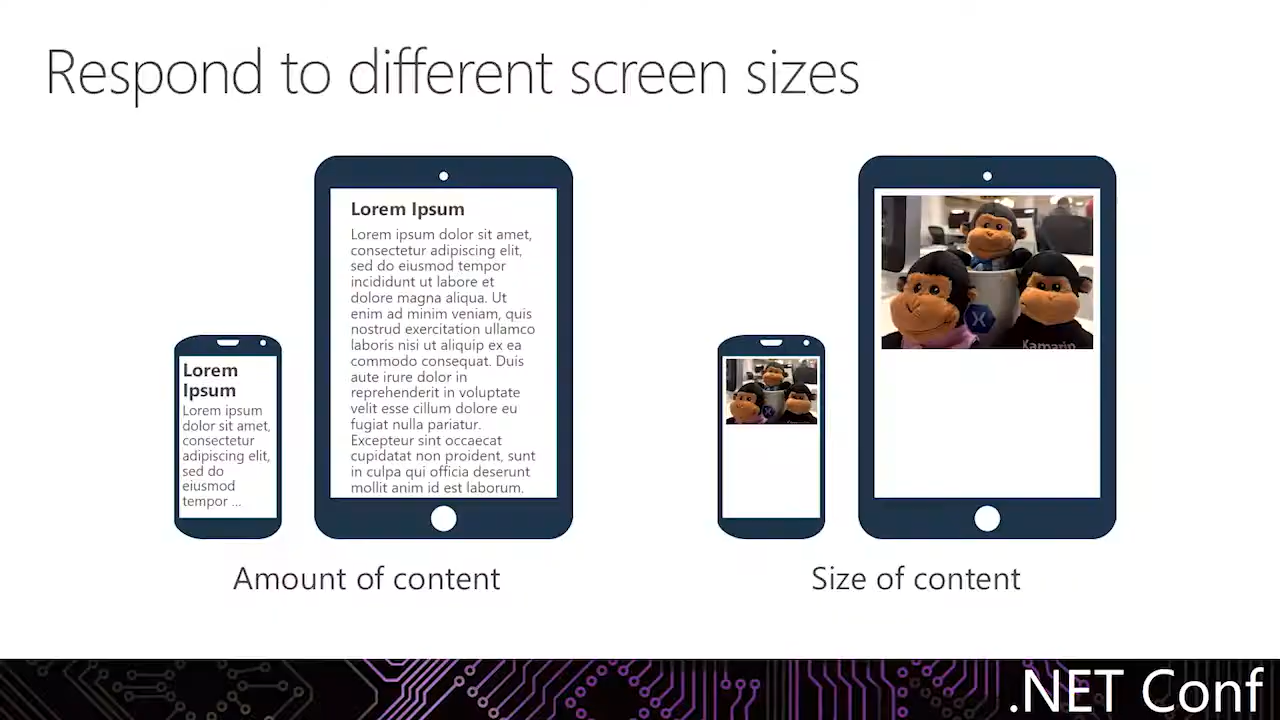 Respond to different screen sizes
Lorem
Ipsum
Lorem ipsum
dolor sit amet,
consectetur
adipiscing elit,
sed do
eiusmod
tempor ...
Lorem Ipsum
Lorem ipsum dolor sit amet,
consectetur adipiscing elit,
sed do eiusmod tempor
incididunt ut labore et
dolore magna aliqua. Ut
enim ad minim veniam, quis
nostrud exercitation ullamco
laboris nisi ut aliquip ex ea
commodo consequat. Duis
aute irure dolor in
reprehenderit in voluptate
velit esse cillum dolore eu
fugiat nulla pariatur.
Excepteur sint occaecat
cupidatat non proident, sunt
in culpa qui officia deserunt
mollit anim id est laborum.
Amount of content
X
Size of content
.NET Conf